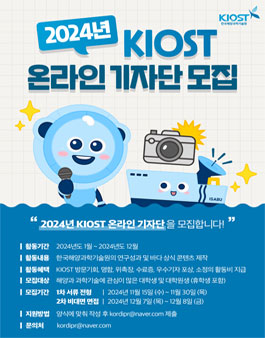 KIOST
한국해양과학기술원
2024년
KIOST
온라인 기자단 모집
ISABU
“ 2024년 KIOST 온라인 기자단을 모집합니다! ”
활동기간 2024년도 1월 ~ 2024년도 12월
활동내용 한국해양과학기술원의 연구성과 및 바다 상식 콘텐츠 제작
활동혜택 KIOST 방문기회, 명함, 위촉장, 수료증, 우수기자 포상, 소정의 활동비 지급
모집대상 해양과 과학기술에 관심이 많은 대학생 및 대학원생 (휴학생 포함)
모집기간 1차 서류 전형 2024년 11월 15일 (수) ~ 11월 30일 (목)
2차 비대면 면접 2024년 12월 7일 (목) ~ 12월 8일 (금)
지원방법 양식에 맞춰 작성 후 kordipr@naver.com 제출
문의처 Kordipr@naver.com